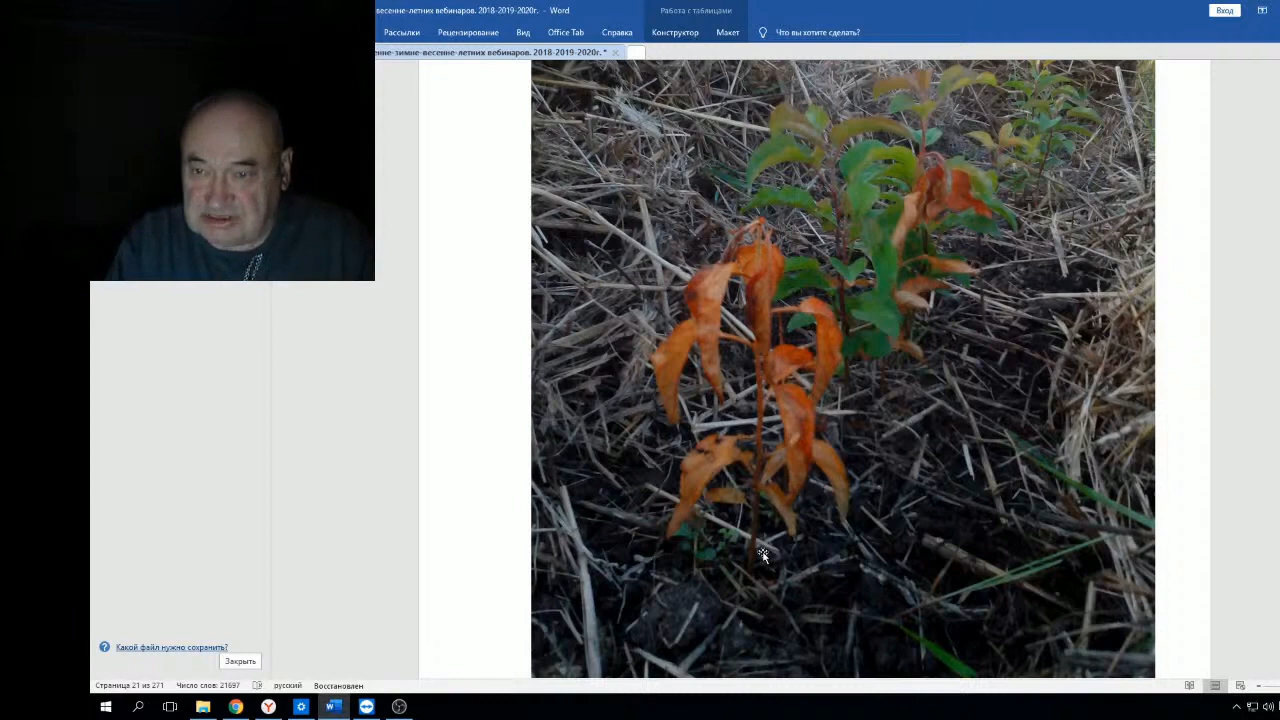 весенне-летних вебинаров. 2018-2019-2020г. - Word
Работа с таблицами
Вход
Рассылки
Рецензирование
Вид
Office Tab
Справка
Конструктор
Макет
Что вы хотите сделать?
нне-зимне-весенне-летних вебинаров. 2018-2019-2020г. *
Какой файл нужно сохранить?
Закрыть
Страница 21 из 271
Число слов: 21697
русский
Восстановлен